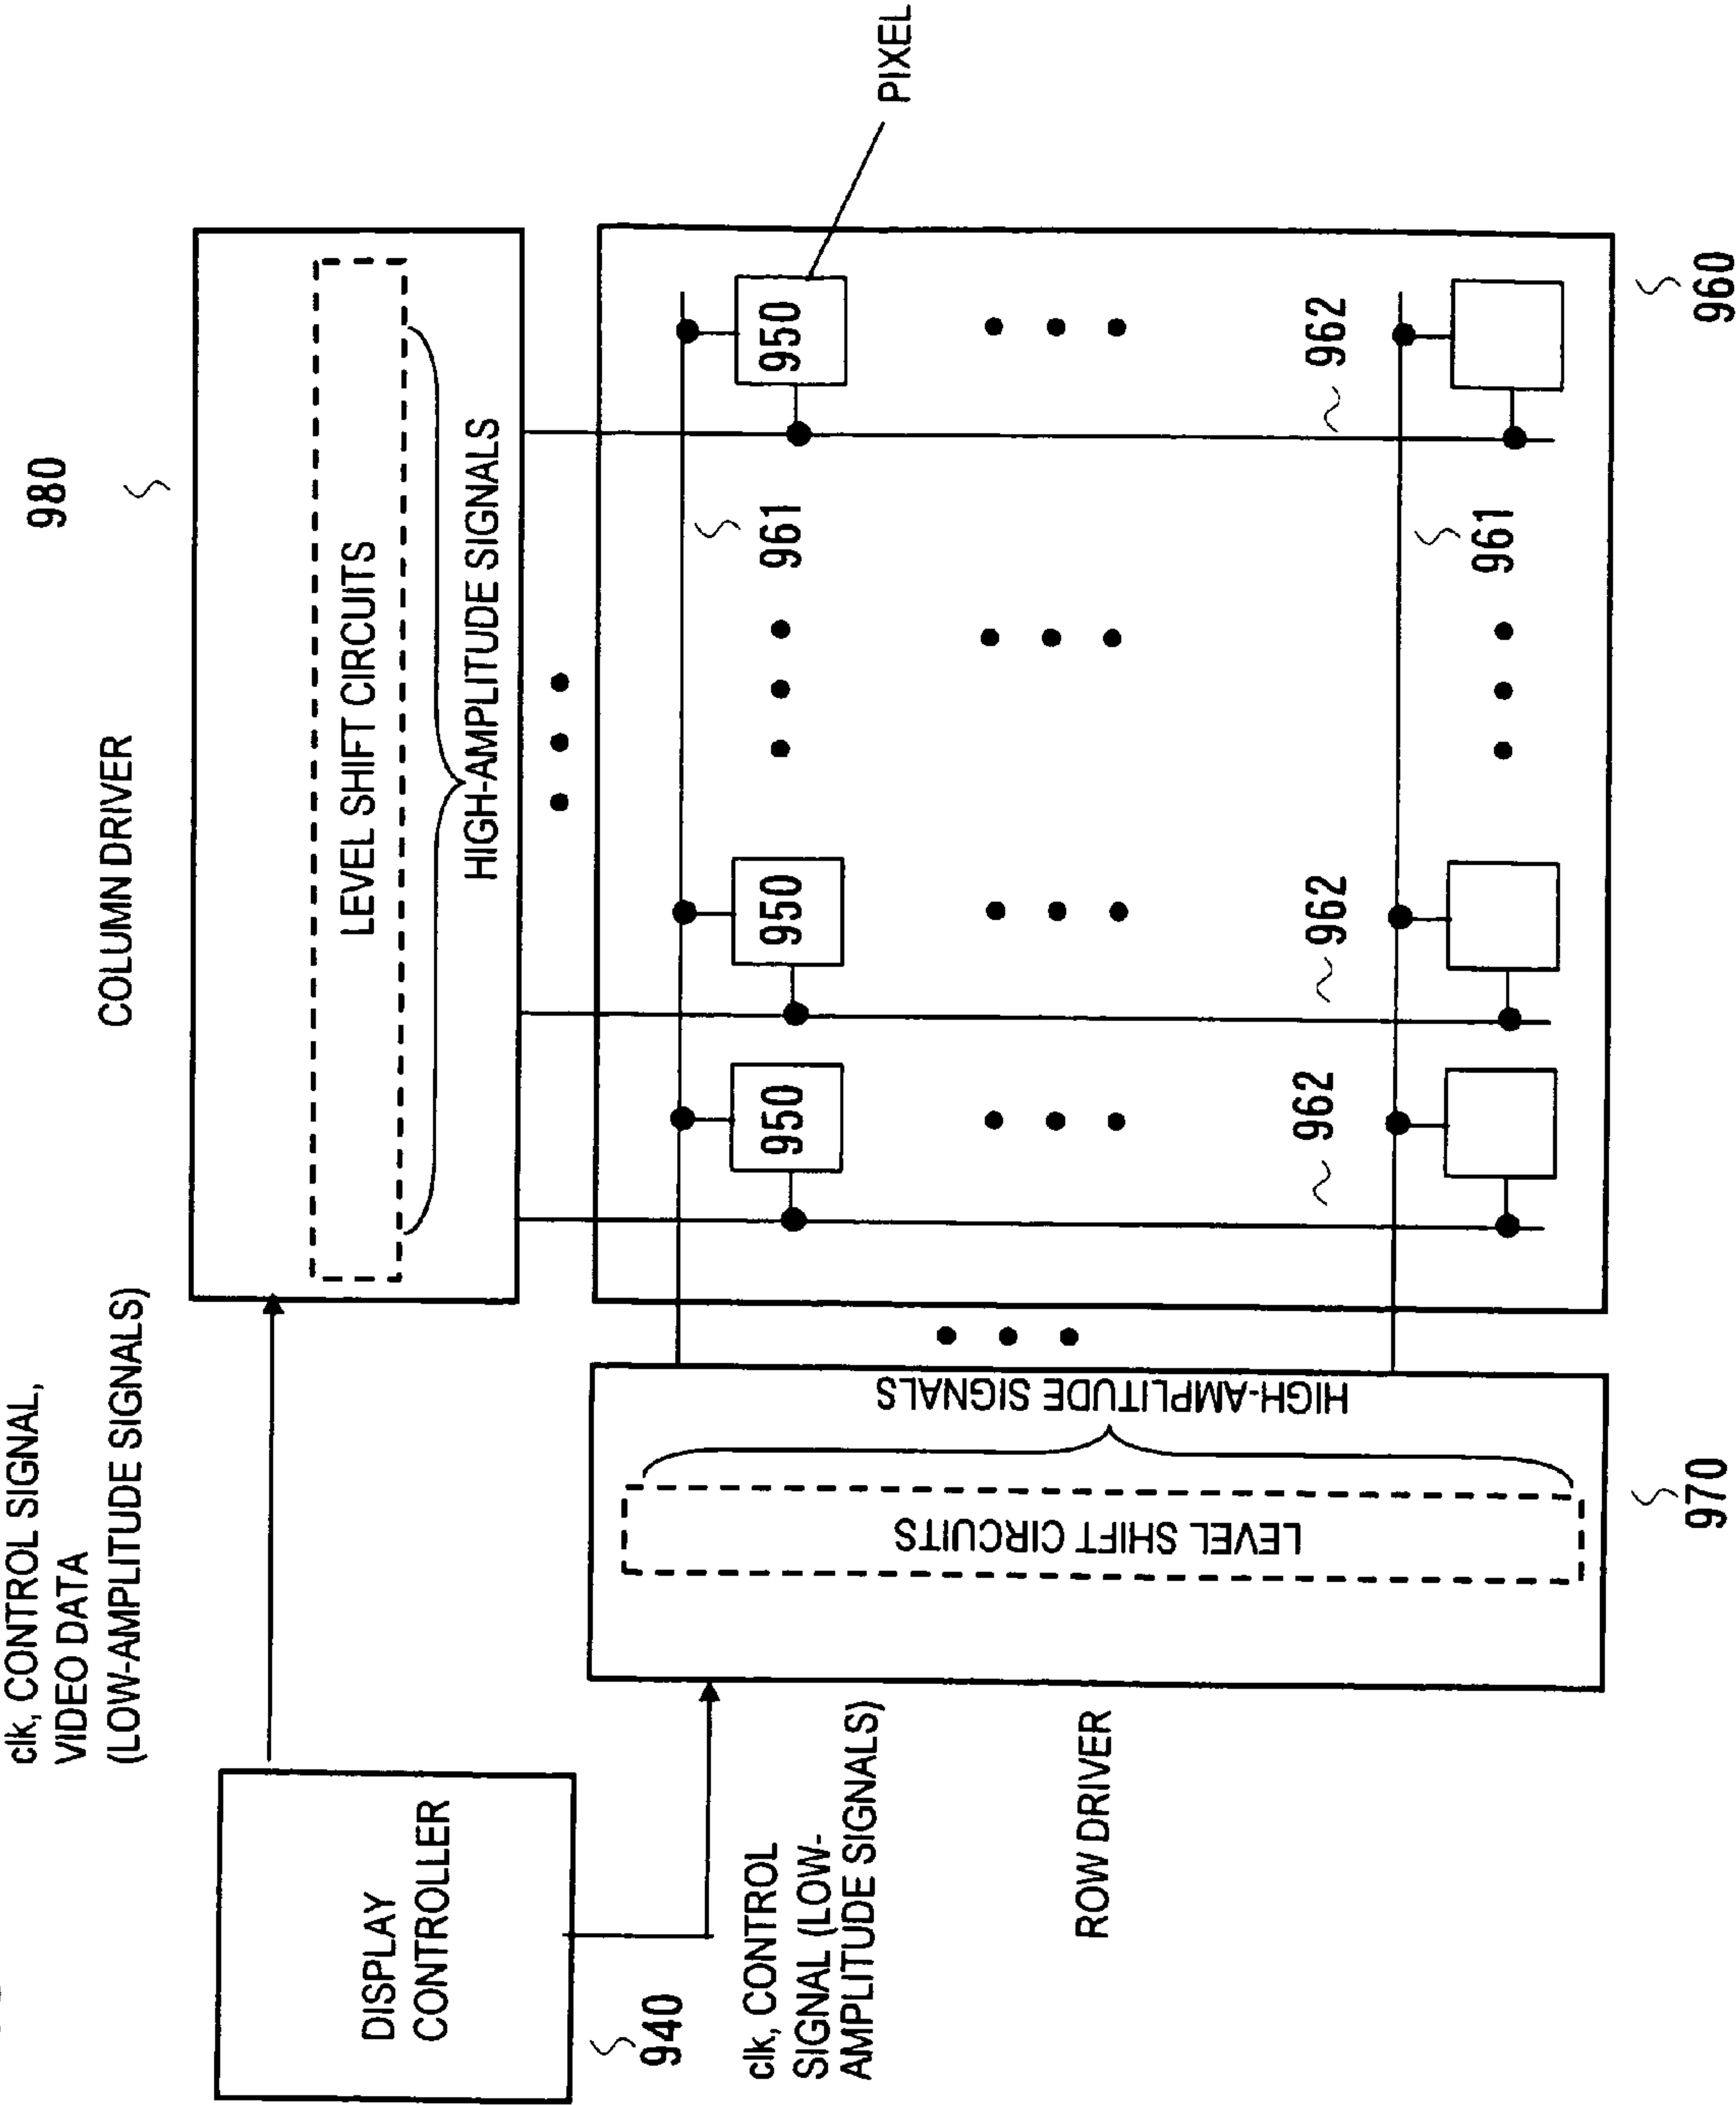 clk, CONTROL SIGNAL,
VIDEO DATA
(LOW-AMPLITUDE SIGNALS)
COLUMN DRIVER
980
DISPLAY
CONTROLLER
940
LEVEL SHIFT CIRCUITS
HIGH-AMPLITUDE SIGNALS
clk, CONTROL
SIGNAL (LOW-
AMPLITUDE SIGNALS)
ROW DRIVER
LEVEL SHIFT CIRCUITS
HIGH-AMPLITUDE SIGNALS
970
950
950
961
950
PIXEL
962
962
962
961
960